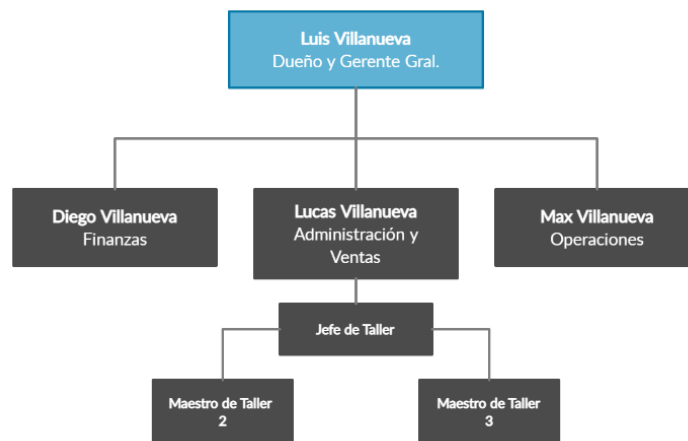 Luis Villanueva
Dueño y Gerente Gral.
Diego Villanueva
Finanzas
Lucas Villanueva
Administración y
Ventas
Max Villanueva
Operaciones
Jefe de Taller
Maestro de Taller
2
Maestro de Taller
3